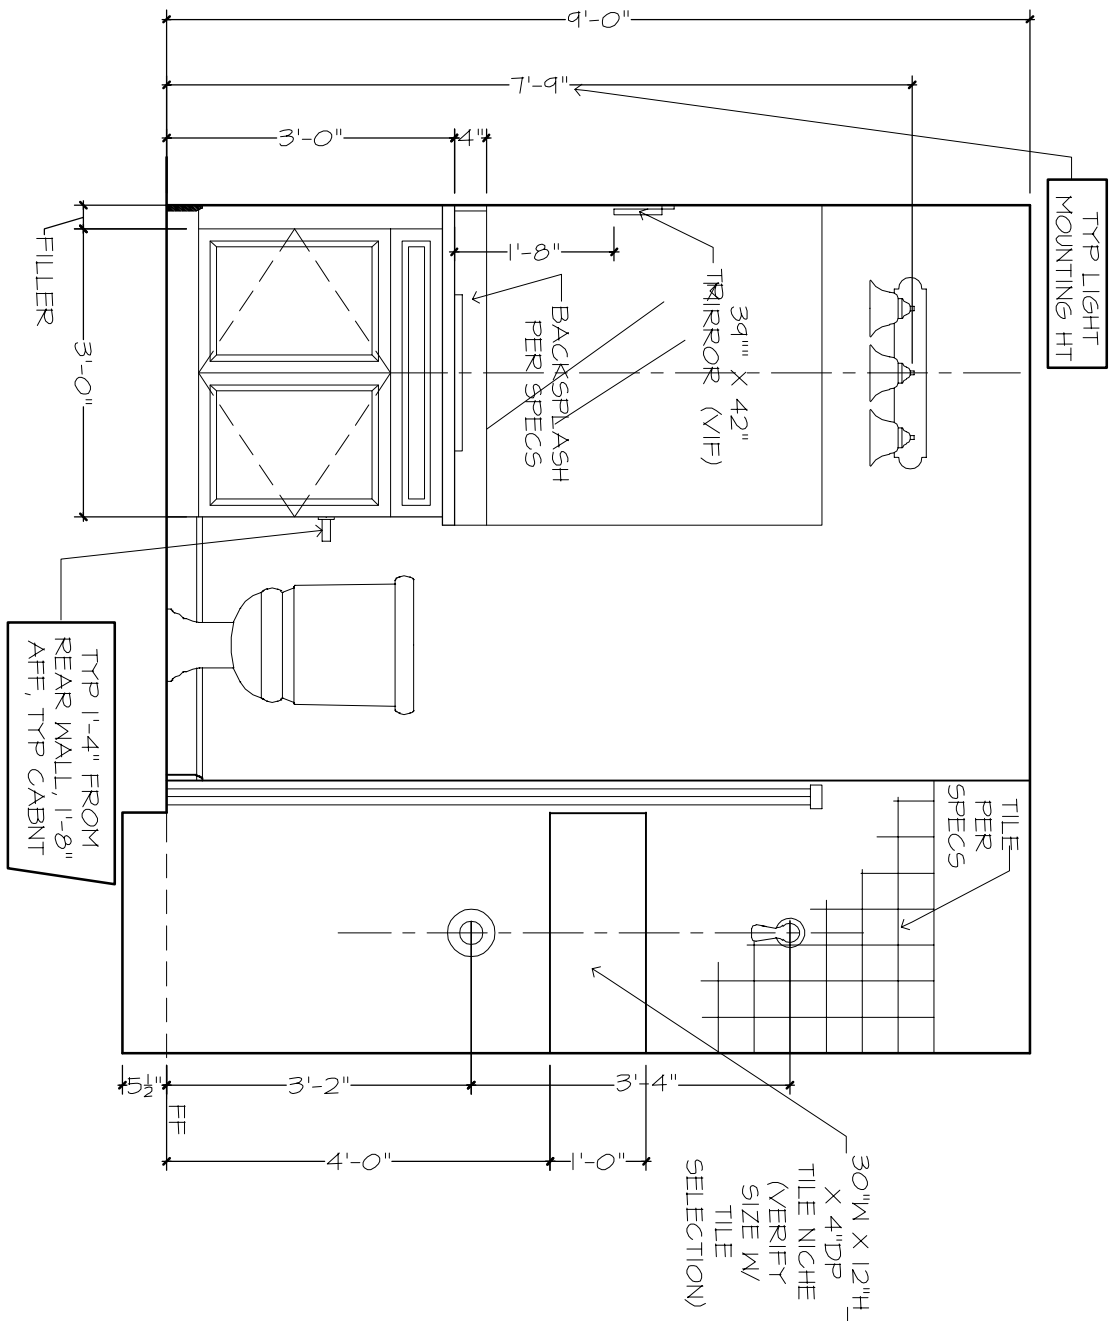 9'-0"
7'-9"
3'-0"
4"
TYP LIGHT
MOUNTING HT
1'-8"
39"" X 42"
MIRROR (VIF)
BACKSPLASH
PER SPECS
FILLER
3'-0"
TYP 1'-4" FROM
REAR WALL, 1'-8"
AFF, TYP CABNT
TILE
PER
SPECS
5½"
3'-2"
3'-4"
FF
4'-0"
1'-0"
30"W X 12"H
X 4"DP
TILE NICHE
(VERIFY
SIZE W/
TILE
SELECTION)